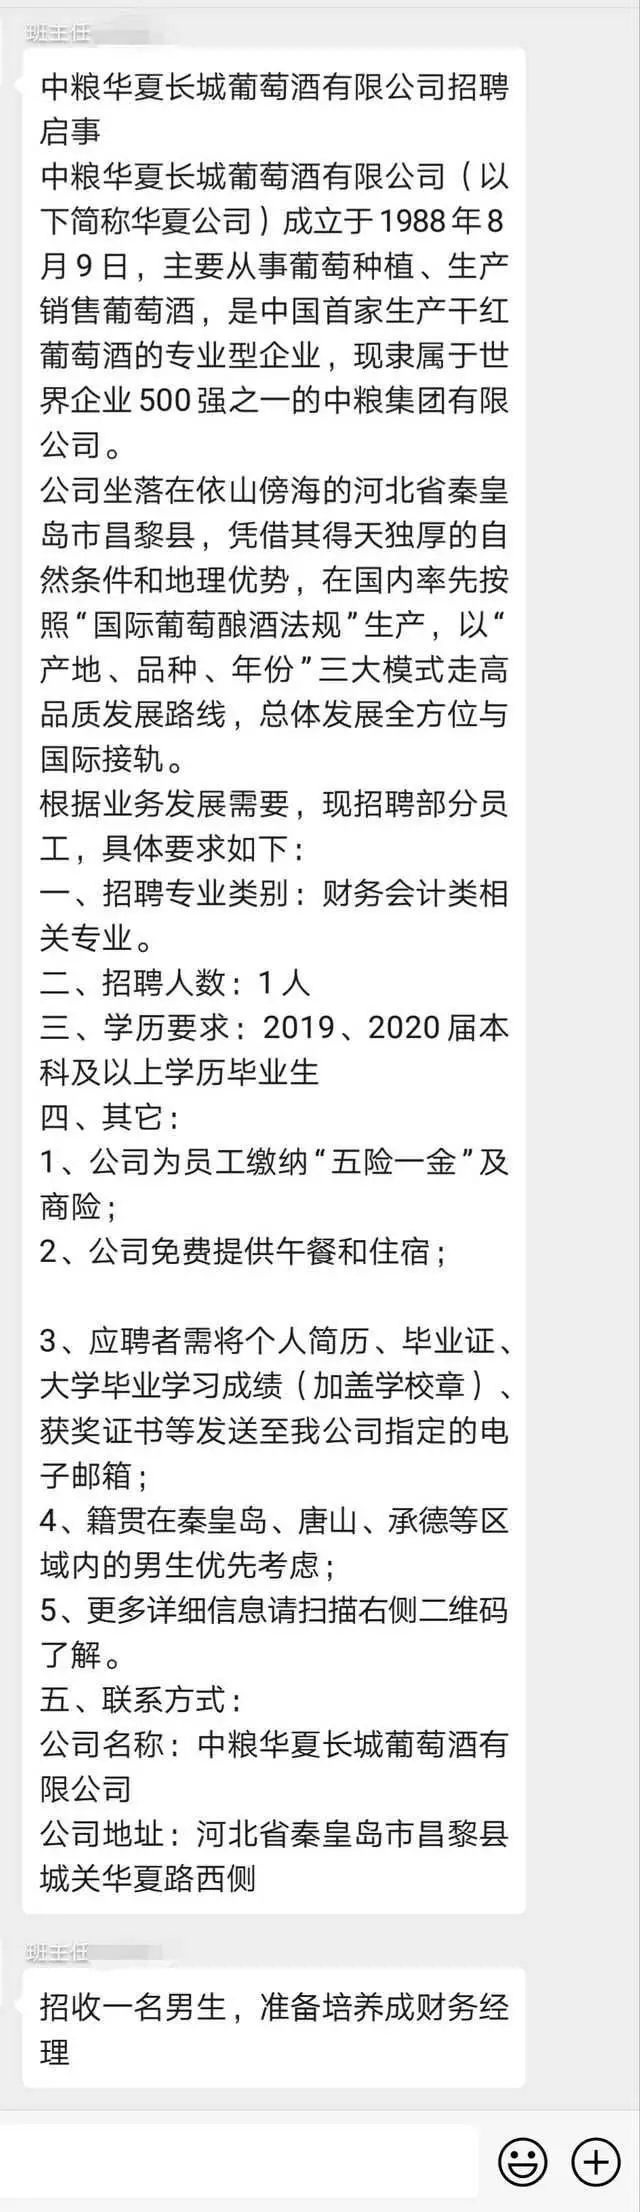 班主任
中粮华夏长城葡萄酒有限公司招聘
启事
中粮华夏长城葡萄酒有限公司（以
下简称华夏公司）成立于1988年8
月9日，主要从事葡萄种植、生产
销售葡萄酒，是中国首家生产干红
葡萄酒的专业型企业，现隶属于世
界企业500强之一的中粮集团有限
公司。
公司坐落在依山傍海的河北省秦皇
岛市昌黎县，凭借其得天独厚的自
然条件和地理优势，在国内率先按
照“国际葡萄酿酒法规”生产，以“
产地、品种、年份”三大模式走高
品质发展路线，总体发展全方位与
国际接轨。
根据业务发展需要，现招聘部分员
工，具体要求如下：
一、招聘专业类别：财务会计类相
关专业。
二、招聘人数：1人
三、学历要求：2019、2020届本
科及以上学历毕业生
四、其它：
1、公司为员工缴纳“五险一金”及
商险；
2、公司免费提供午餐和住宿；
3、应聘者需将个人简历、毕业证、
大学毕业学习成绩（加盖学校章）、
获奖证书等发送至我公司指定的电
子邮箱；
4、籍贯在秦皇岛、唐山、承德等区
域内的男生优先考虑；
5、更多详细信息请扫描右侧二维码
了解。
五、联系方式：
公司名称：中粮华夏长城葡萄酒有
限公司
公司地址：河北省秦皇岛市昌黎县
城关华夏路西侧
班主任
招收一名男生，准备培养成财务经
理